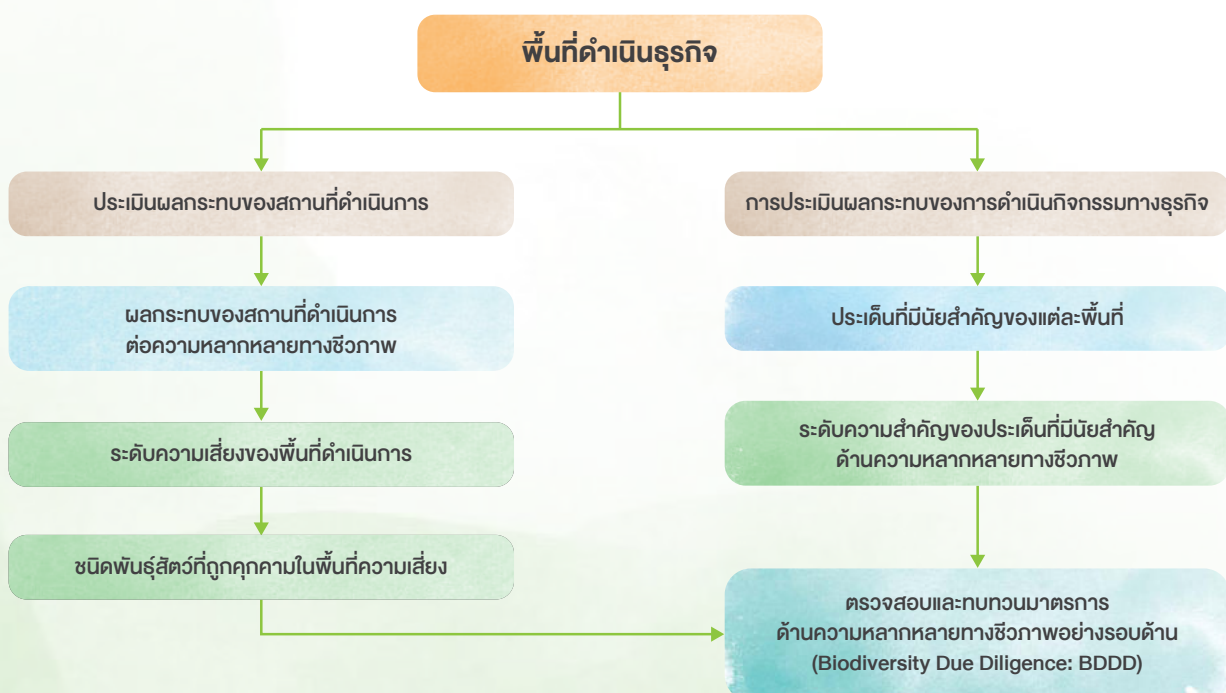 พื้นที่ดำเนินธุรกิจ
ประเมินผลกระทบของสถานที่ดำเนินการ
ผลกระทบของสถานที่ดำเนินการ
ต่อความหลากหลายทางชีวภาพ
ระดับความเสี่ยงของพื้นที่ดำเนินการ
ชนิดพันธุ์สัตว์ที่ถูกคุกคามในพื้นที่ความเสี่ยง
การประเมินผลกระทบของการดำเนินกิจกรรมทางธุรกิจ
ประเด็นที่มีนัยสำคัญของแต่ละพื้นที่
ระดับความสำคัญของประเด็นที่มีนัยสำคัญ
ด้านความหลากหลายทางชีวภาพ
ตรวจสอบและทบทวนมาตรการ
ด้านความหลากหลายทางชีวภาพอย่างรอบด้าน
(Biodiversity Due Diligence: BDDD)